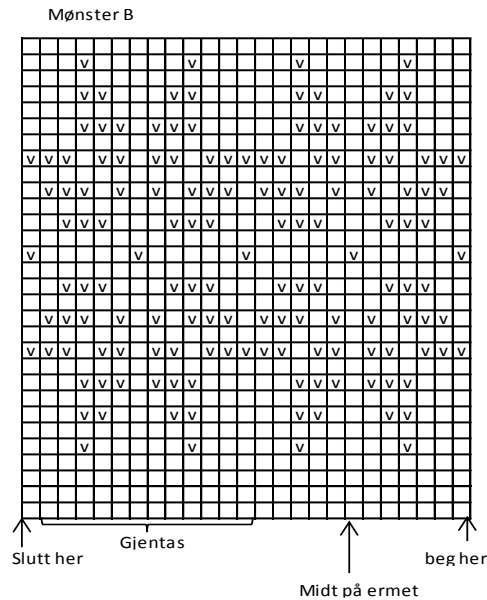 Mønster B
Gjentas
Slutt her
beg her
Midt på ermet